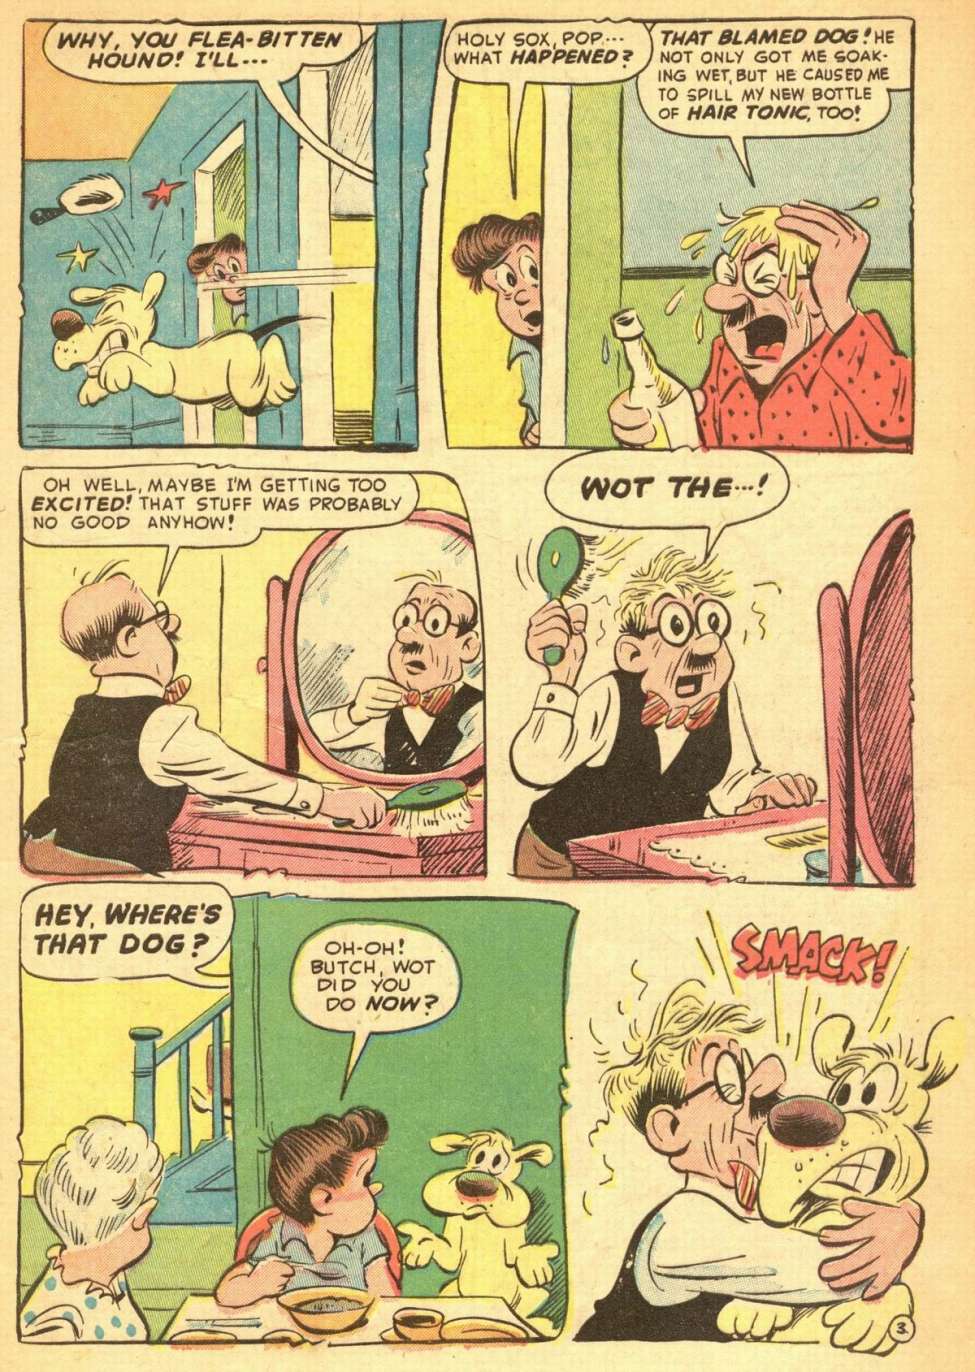 WHY, YOU FLEA-BITTEN
HOUND! I'LL---
HOLY SOX, POP---
WHAT HAPPENED?
THAT BLAMED DOG! HE
NOT ONLY GOT ME SOAK-
ING WET, BUT HE CAUSED ME
TO SPILL MY NEW BOTTLE
OF HAIR TONIC, TOO!
OH WELL, MAYBE I'M GETTING TOO
EXCITED! THAT STUFF WAS PROBABLY
NO GOOD ANYHOW!
WOT THE---!
HEY, WHERE'S
THAT DOG?
OH-OH!
BUTCH, WOT
DID YOU
DO NOW?
SMACK!
3